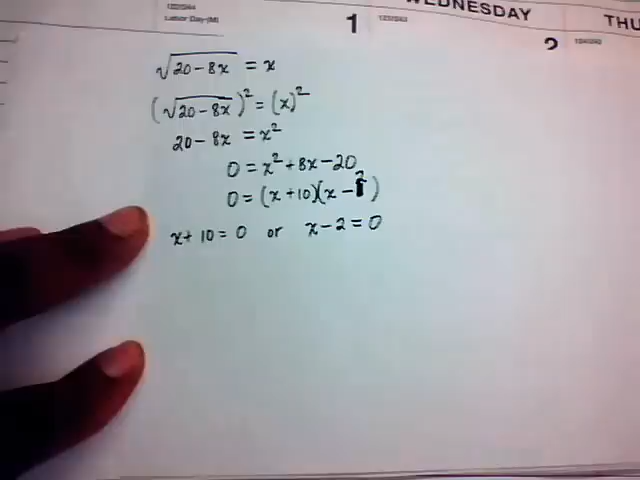 WEDNESDAY
THU
Labor Day-(M)
1
2
√(20-8x) = x
(√(20-8x))² = (x)²
20-8x = x²
0 = x² + 8x - 20
0 = (x+10)(x-2)
x+10=0 or x-2=0